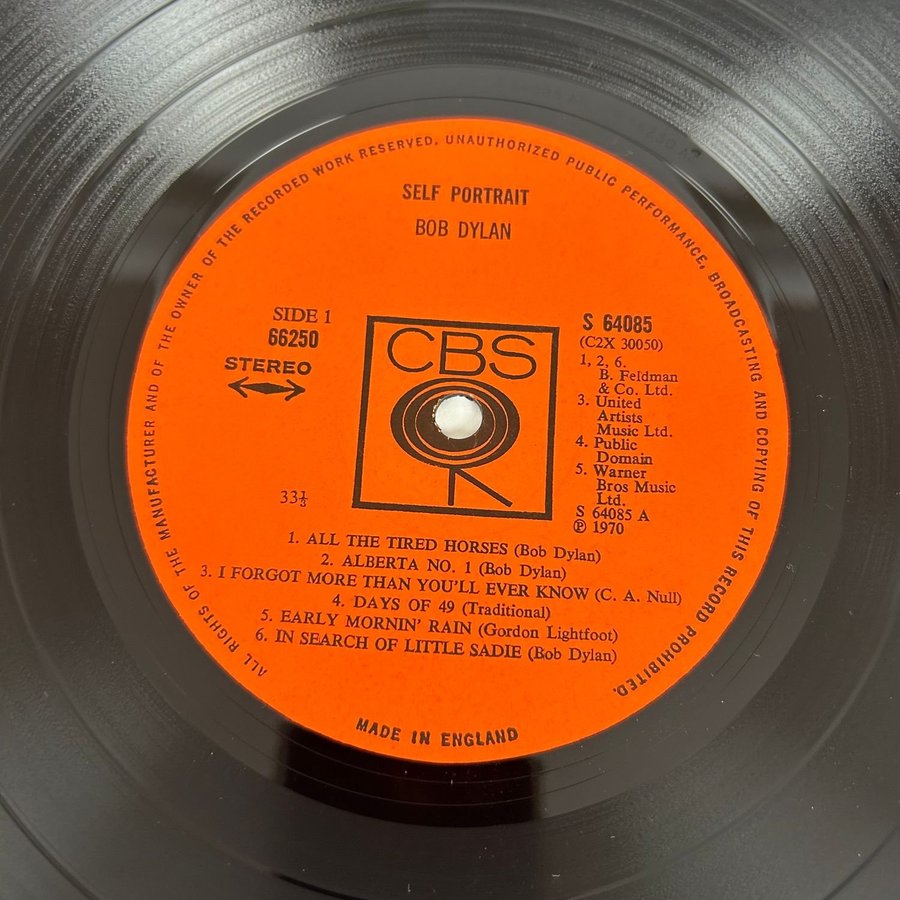 ALL RIGHTS OF THE MANUFACTURER AND OF THE OWNER OF THE RECORDED WORK RESERVED. UNAUTHORIZED PUBLIC PERFORMANCE, BROADCASTING AND COPYING OF THIS RECORD PROHIBITED.
SELF PORTRAIT
BOB DYLAN
SIDE 1
66250
STEREO
CBS
S 64085
(C2X 30050)
1, 2, 6.
B. Feldman
& Co. Ltd.
3. United
Artists
Music Ltd.
4. Public
Domain
5. Warner
Bros Music
Ltd.
S 64085 A
℗ 1970
33⅓
1. ALL THE TIRED HORSES (Bob Dylan)
2. ALBERTA NO. 1 (Bob Dylan)
3. I FORGOT MORE THAN YOU'LL EVER KNOW (C. A. Null)
4. DAYS OF 49 (Traditional)
5. EARLY MORNIN' RAIN (Gordon Lightfoot)
6. IN SEARCH OF LITTLE SADIE (Bob Dylan)
MADE IN ENGLAND